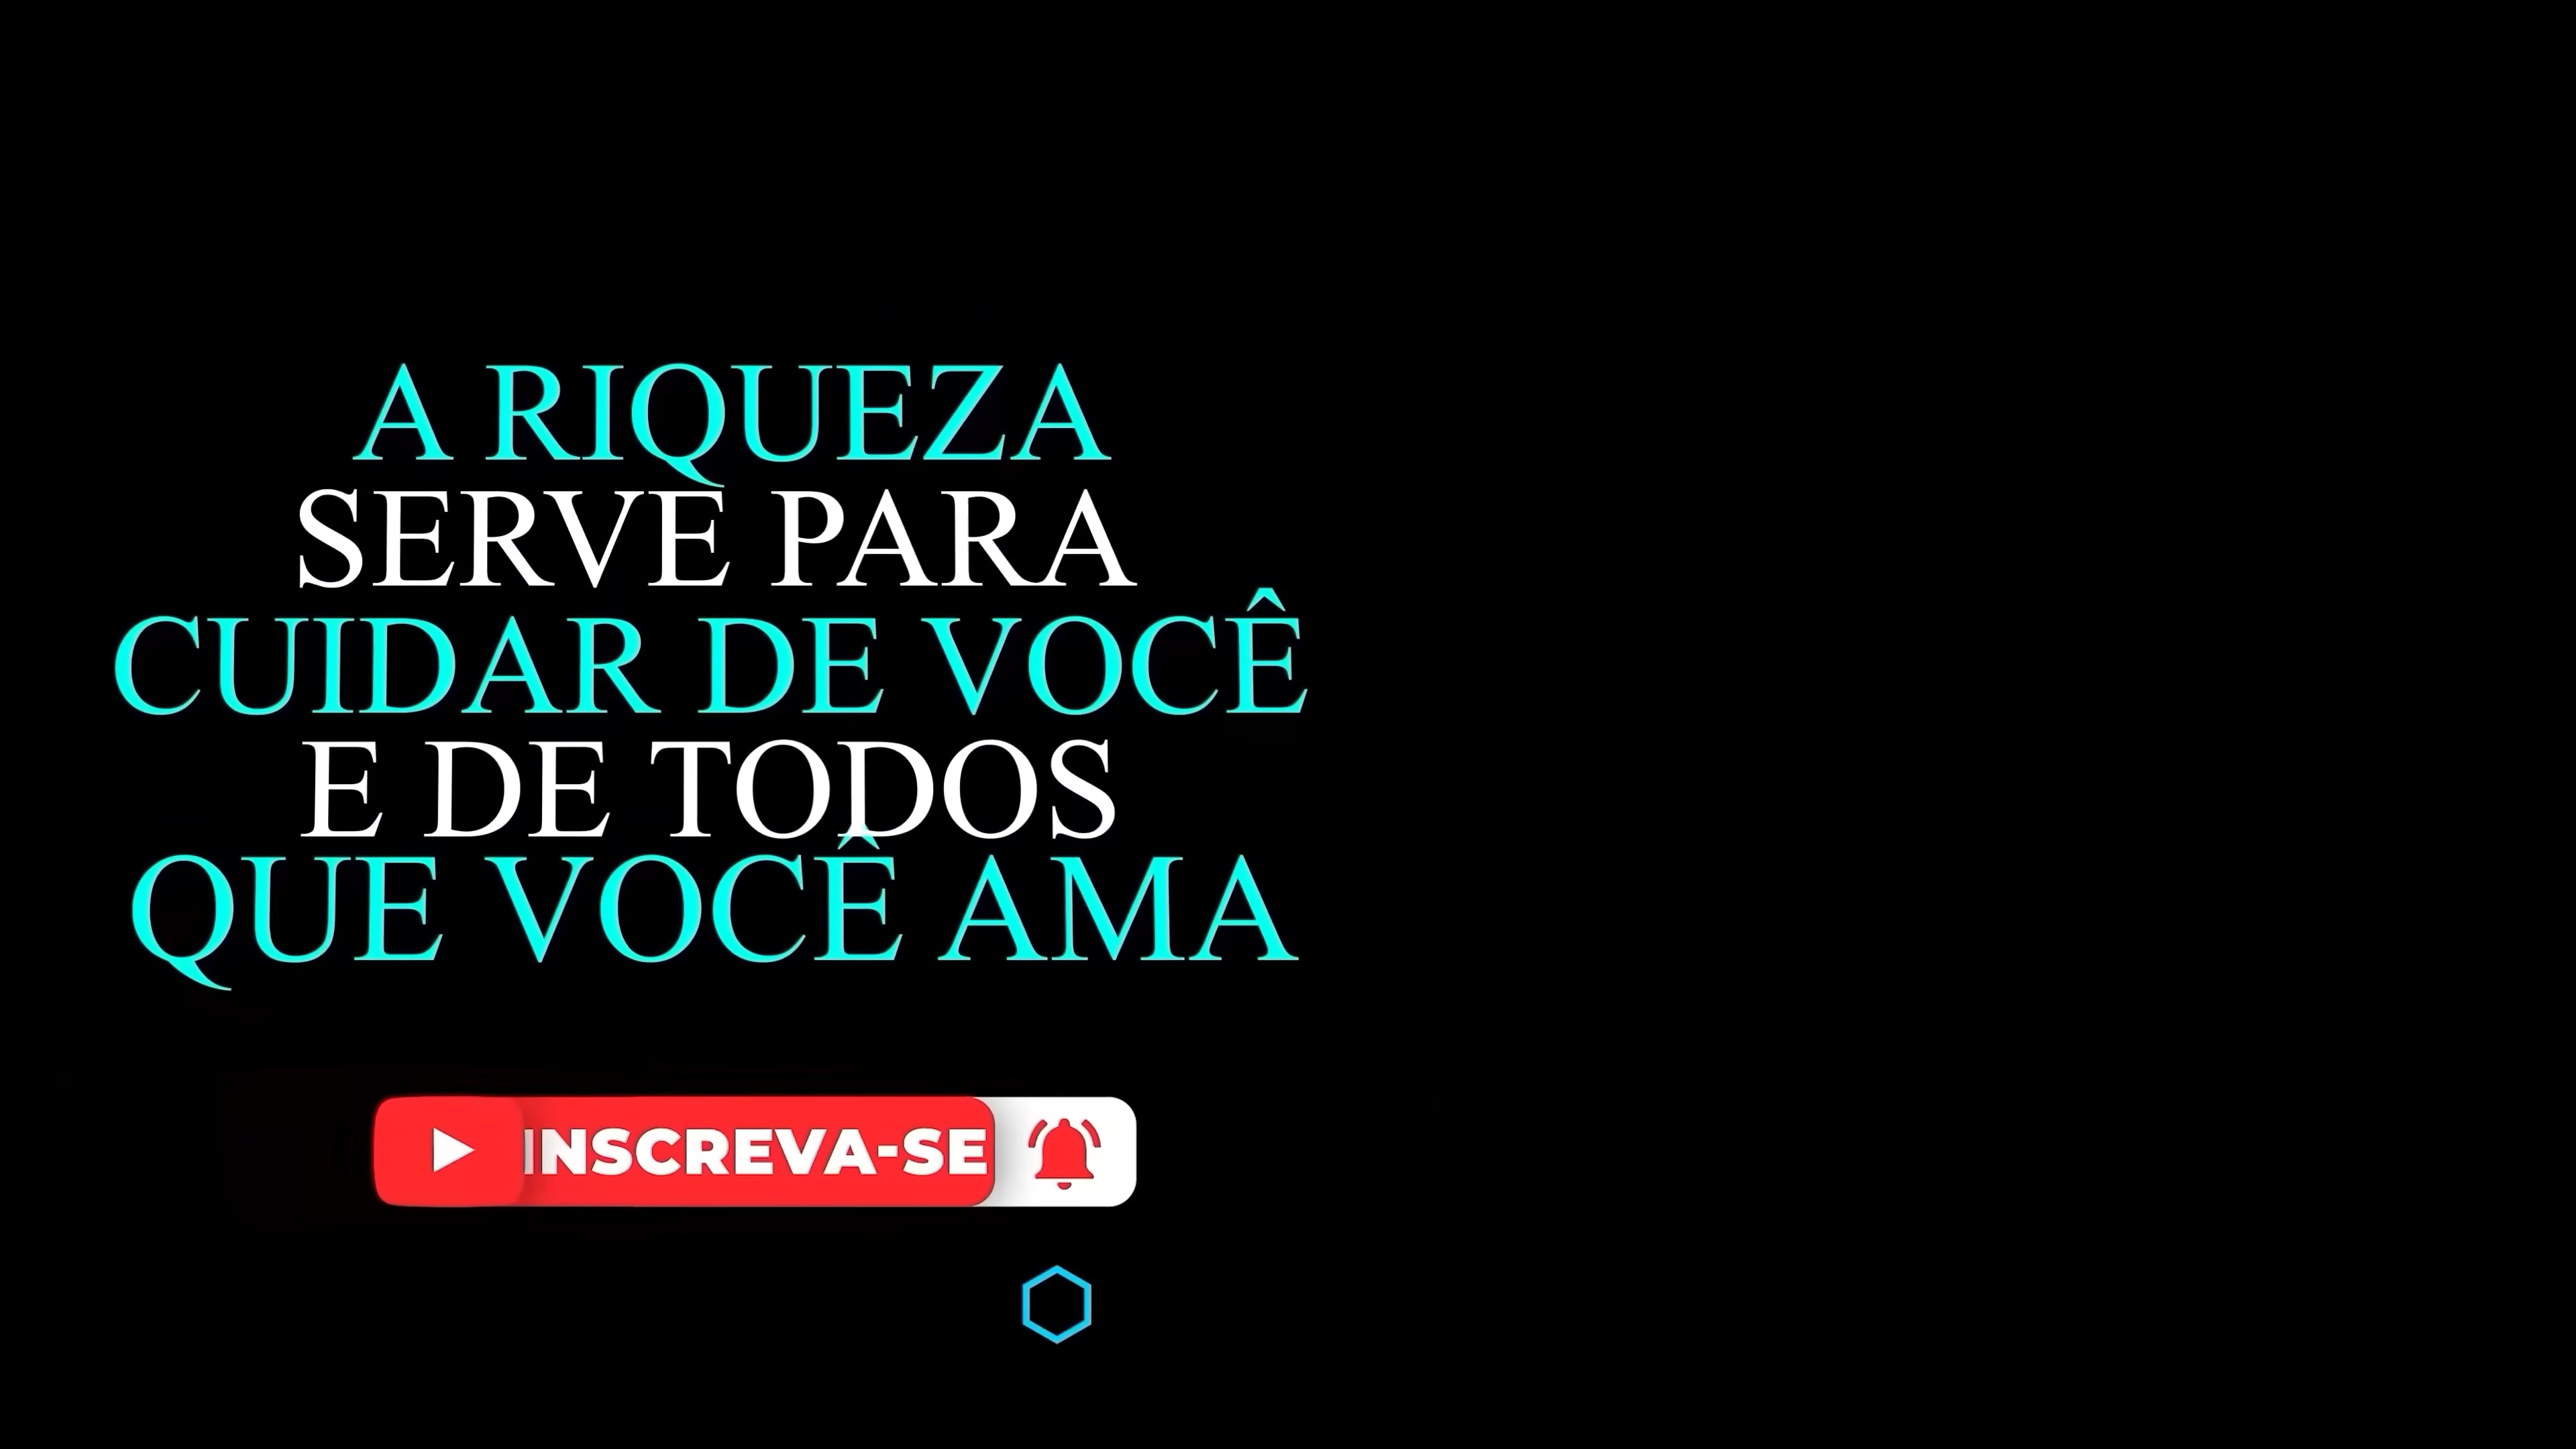 A RIQUEZA
SERVE PARA
CUIDAR DE VOCÊ
E DE TODOS
QUE VOCÊ AMA
INSCREVA-SE